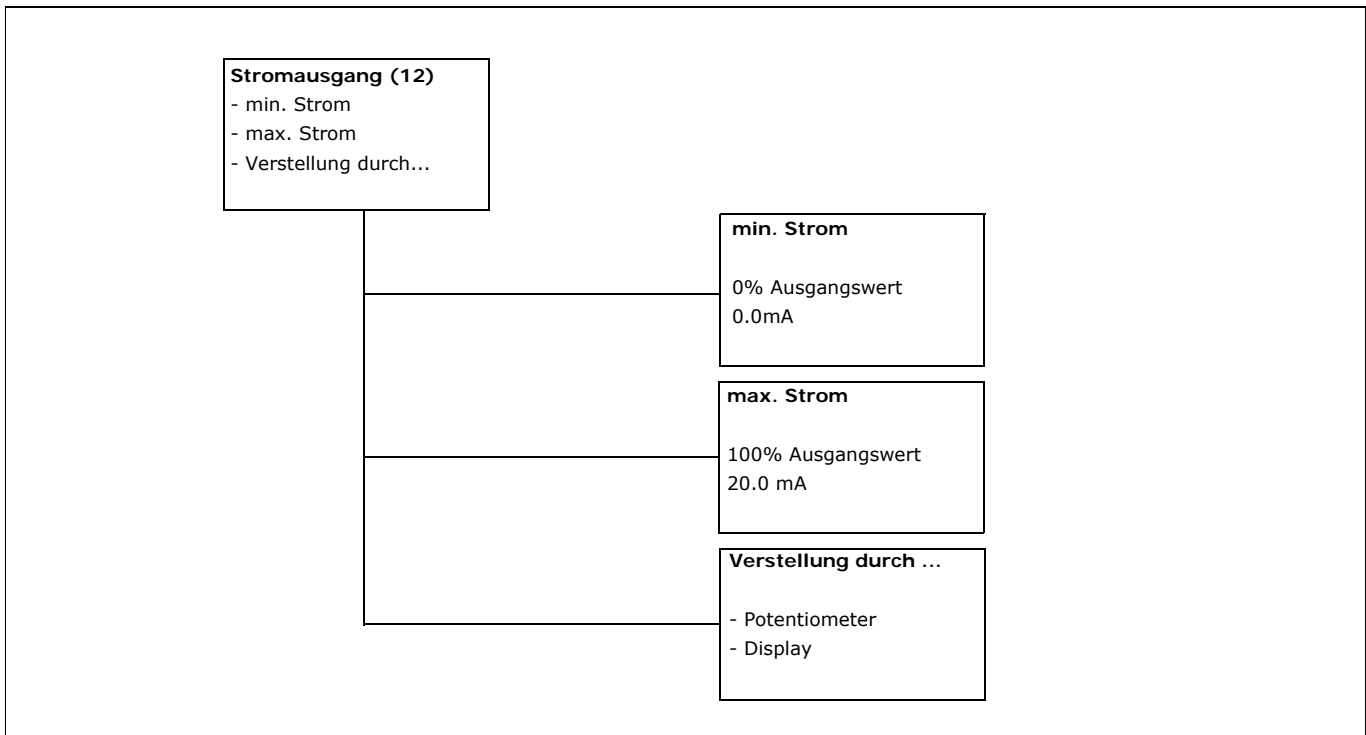 Stromausgang (12)
- min. Strom
- max. Strom
- Verstellung durch...
min. Strom
0% Ausgangswert
0.0mA
max. Strom
100% Ausgangswert
20.0 mA
Verstellung durch ...
- Potentiometer
- Display